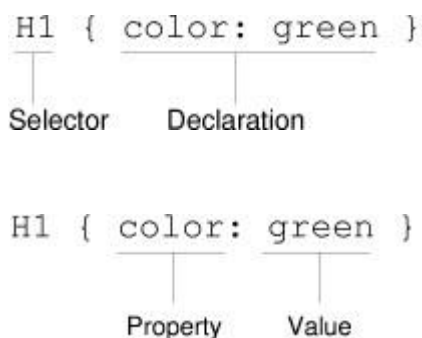 H1 { color: green }
Selector Declaration
H1 { color: green }
Property Value